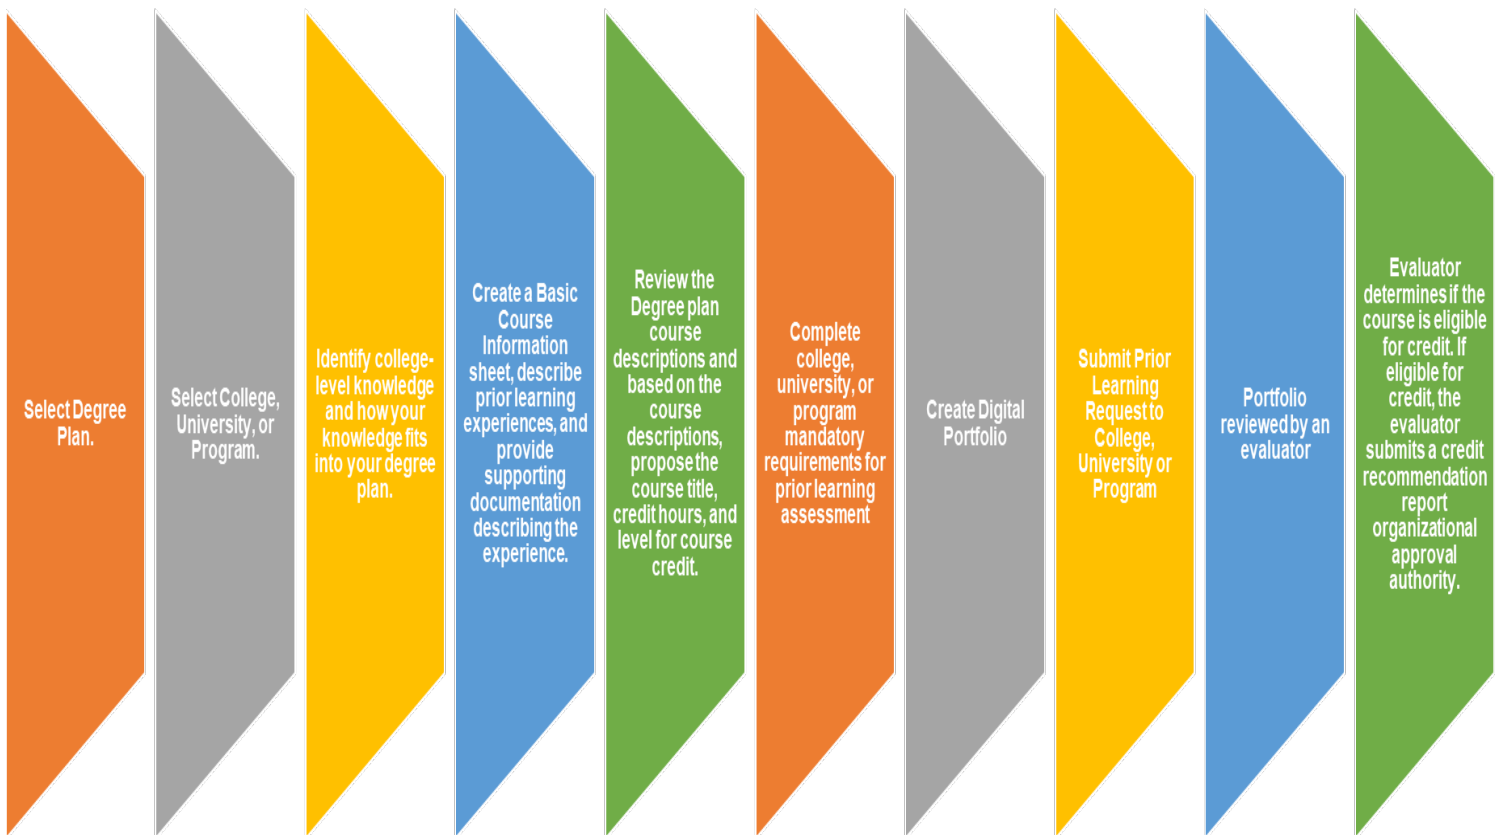 Select Degree
Plan.
Select College,
University, or
Program.
Identify college-
level knowledge
and how your
knowledge fits
into your degree
plan.
Create a Basic
Course
Information
sheet, describe
prior learning
experiences, and
provide
supporting
documentation
describing the
experience.
Review the
Degree plan
course
descriptions and
based on the
course
descriptions,
propose the
course title,
credit hours, and
level for course
credit.
Complete
college,
university, or
program
mandatory
requirements for
prior learning
assessment
Create Digital
Portfolio
Submit Prior
Learning
Request to
College,
University or
Program
Portfolio
reviewed by an
evaluator
Evaluator
determines if the
course is eligible
for credit. If
eligible for
credit, the
evaluator
submits a credit
recommendation
report
organizational
approval
authority.